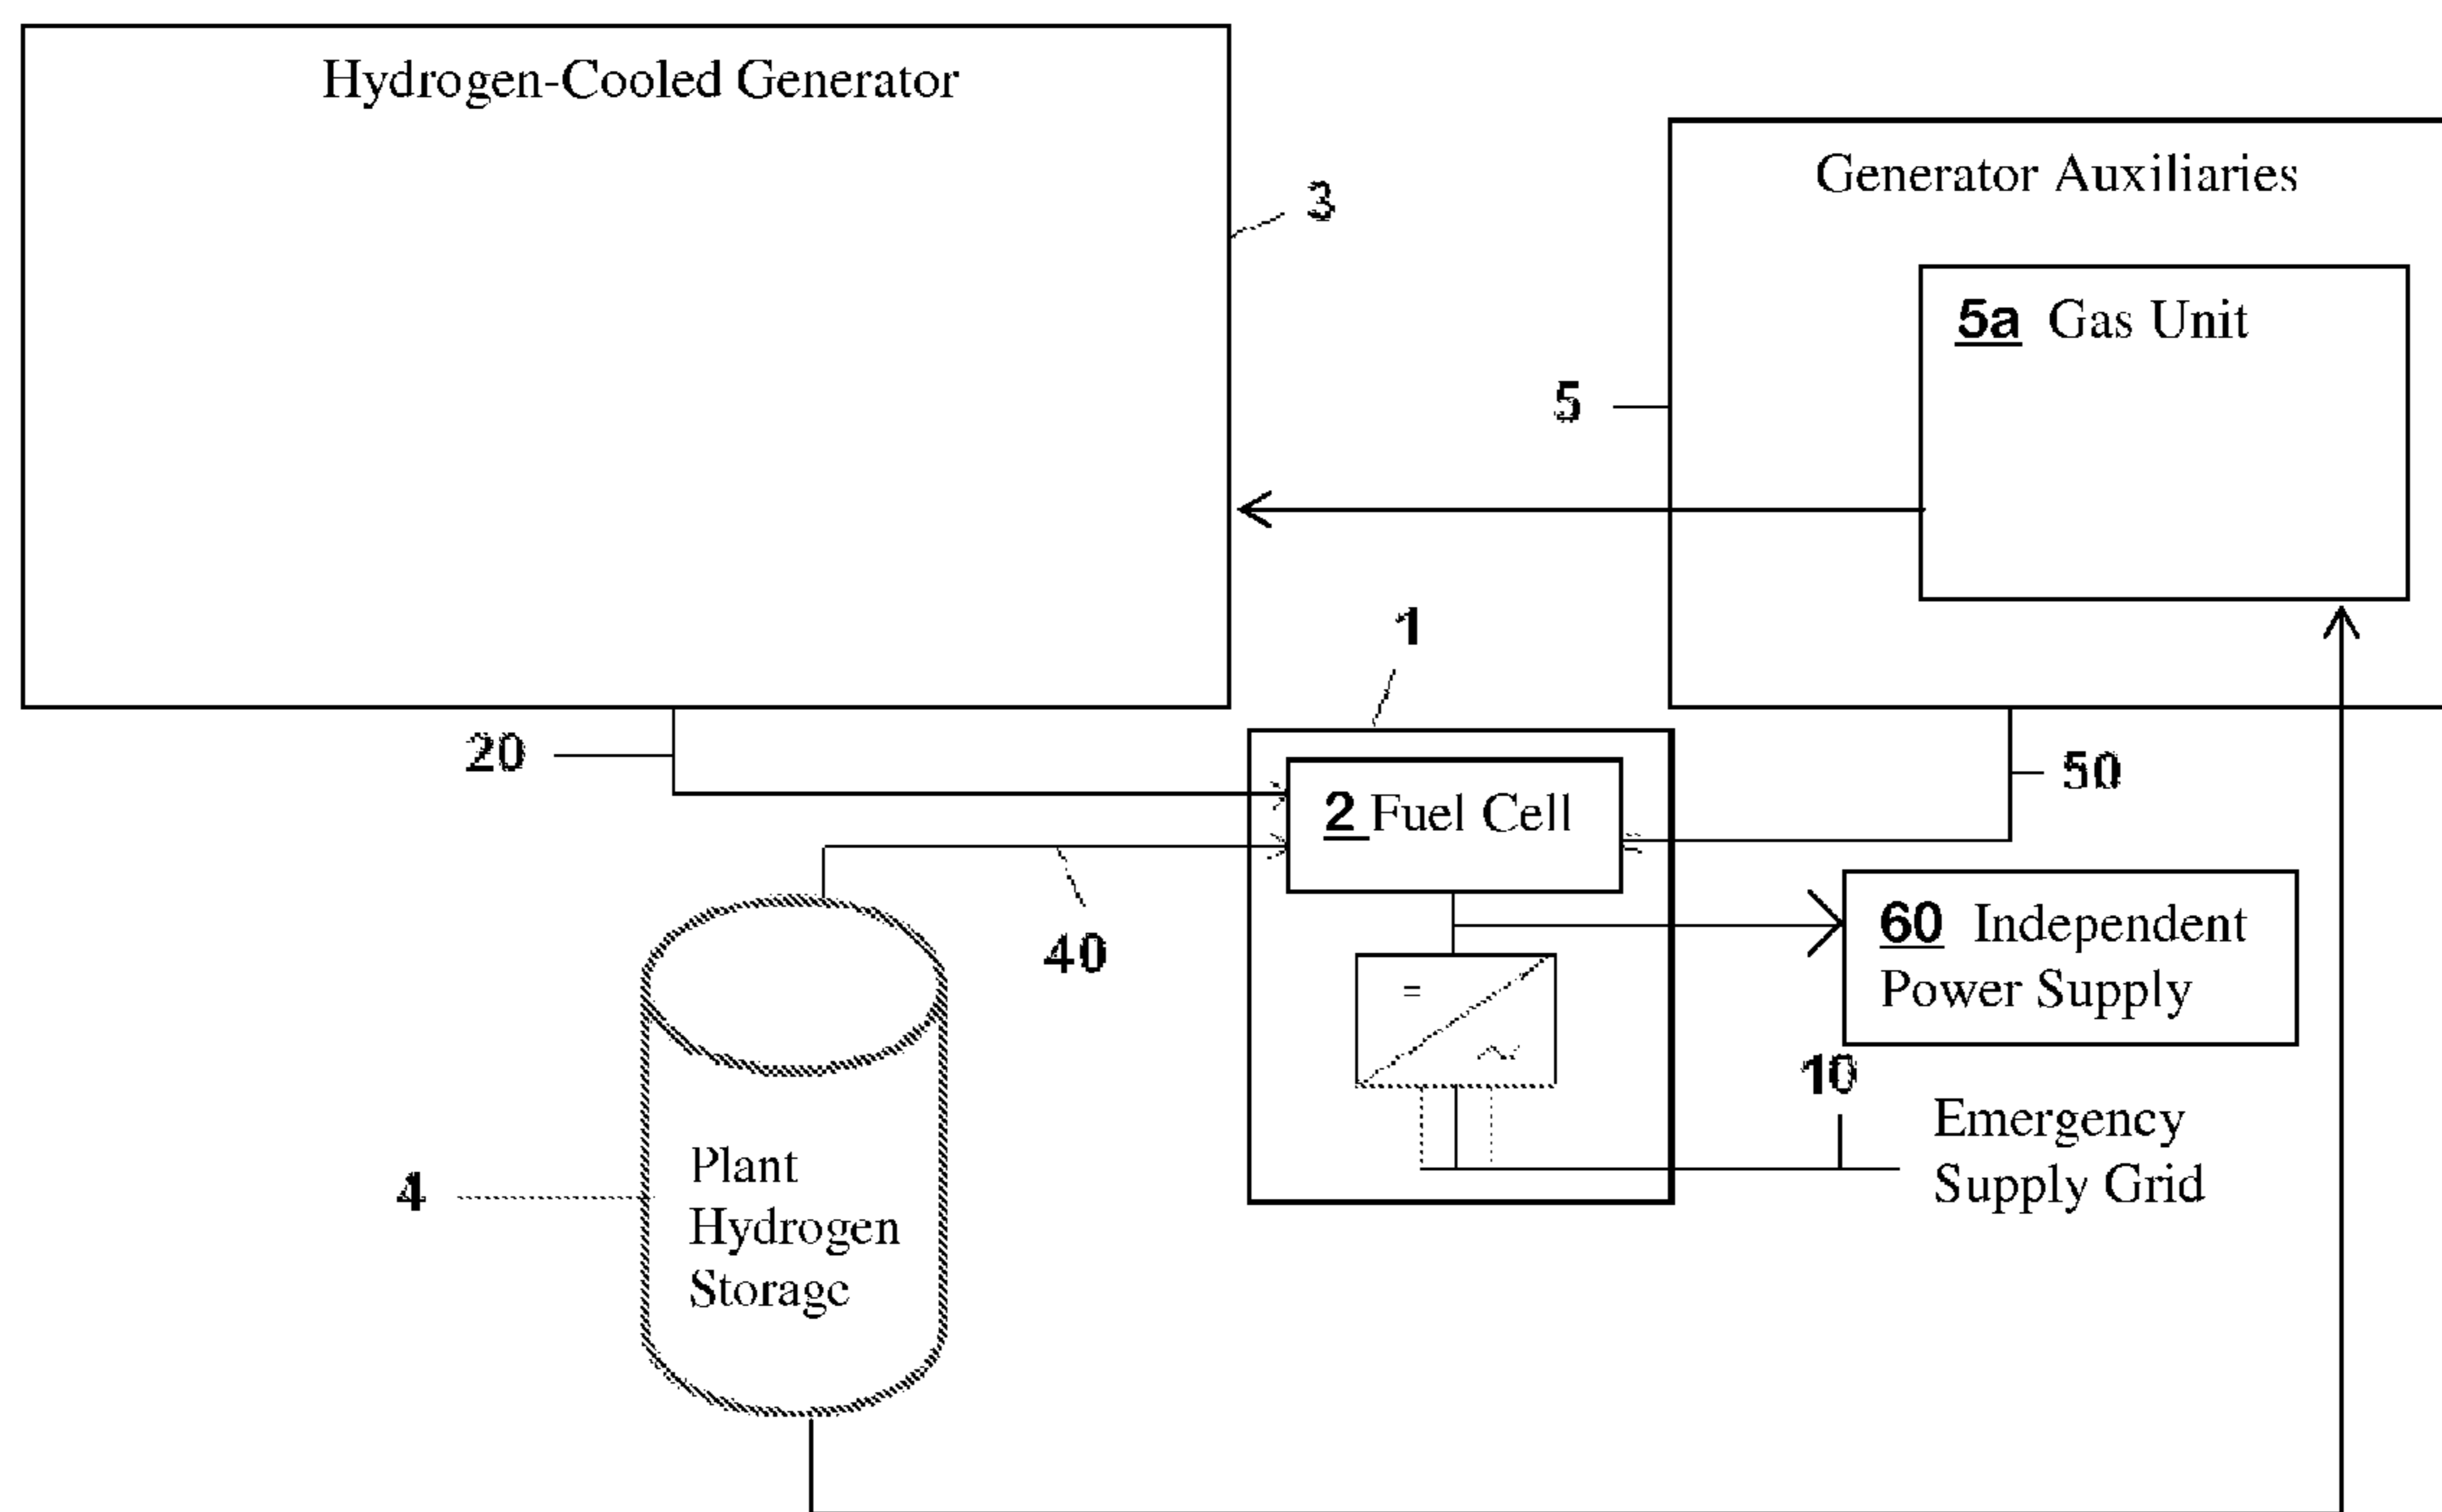 Hydrogen-Cooled Generator
3
Generator Auxiliaries
5a Gas Unit
5
1
20
2 Fuel Cell
50
40
60 Independent
Power Supply
=
~
10
Emergency
Supply Grid
4
Plant
Hydrogen
Storage